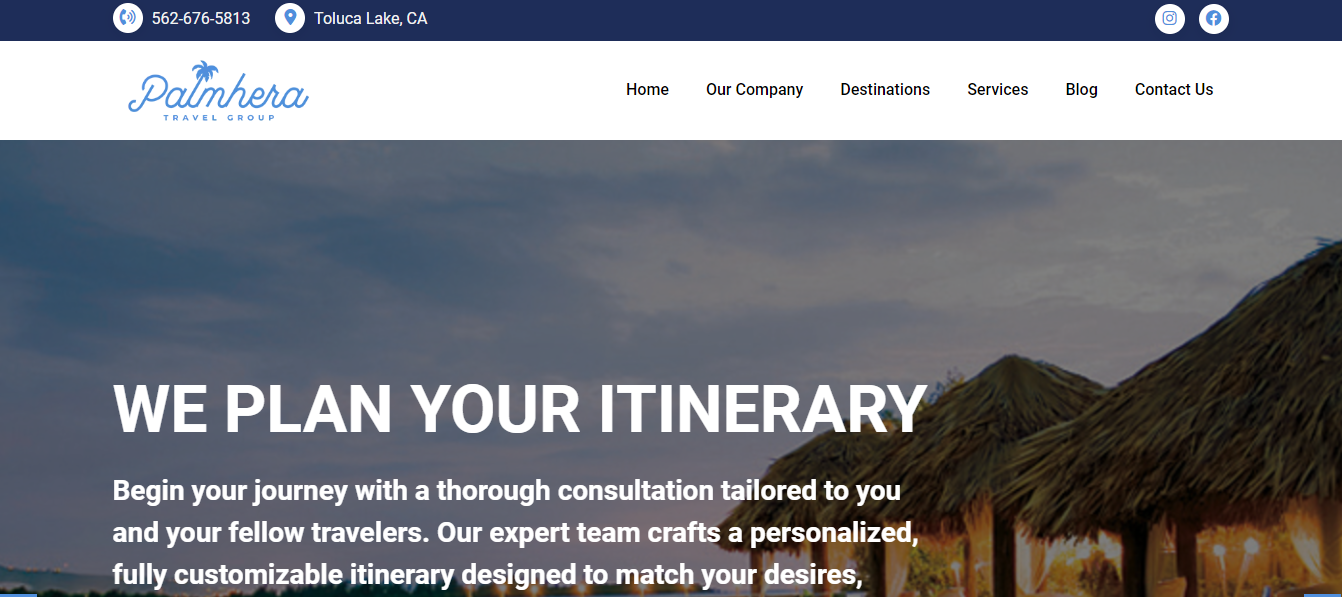 562-676-5813 Toluca Lake, CA
Palmhera
TRAVEL GROUP
Home Our Company Destinations Services Blog Contact Us
WE PLAN YOUR ITINERARY
Begin your journey with a thorough consultation tailored to you
and your fellow travelers. Our expert team crafts a personalized,
fully customizable itinerary designed to match your desires,